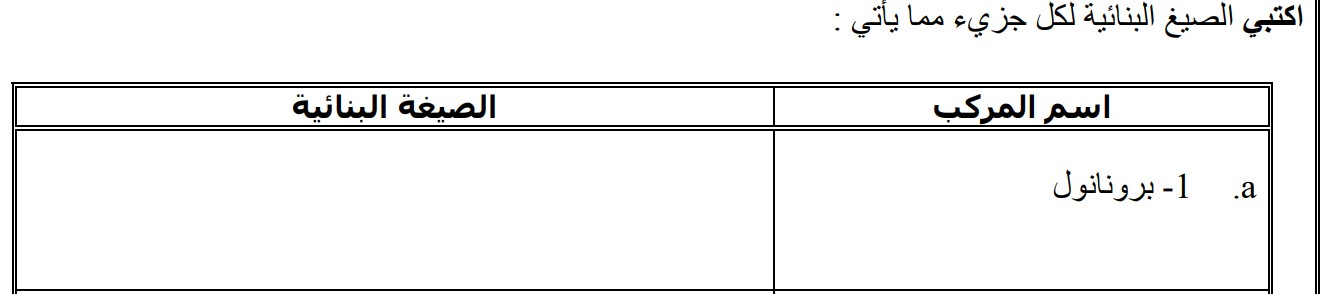 اكتبي الصيغ البنائية لكل جزيء مما يأتي :
اسم المركب	الصيغة البنائية
a. 1- برونانول